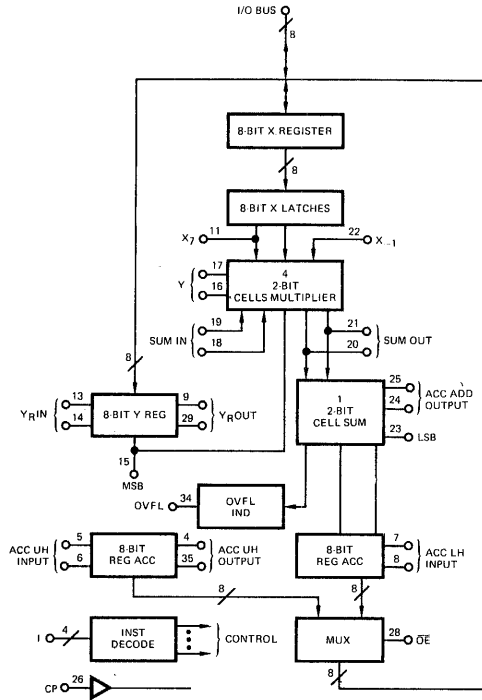 I/O BUS
8
8-BIT X REGISTER
8
8-BIT X LATCHES
X7 11
22 X-1
4
2-BIT
CELLS MULTIPLIER
Y 17
16
SUM IN 19
18
21 SUM OUT
20
8
YRIN 13
14
8-BIT Y REG
9 YROUT
29
15
MSB
1
2-BIT
CELL SUM
25 ACC ADD
24 OUTPUT
23 LSB
OVFL 34
OVFL
IND
ACC UH 5
INPUT 6
8-BIT
REG ACC
4 ACC UH
35 OUTPUT
8-BIT
REG ACC
7 ACC LH
8 INPUT
8
8
I 4
INST
DECODE
CONTROL
MUX
28 OE
8
CP 26